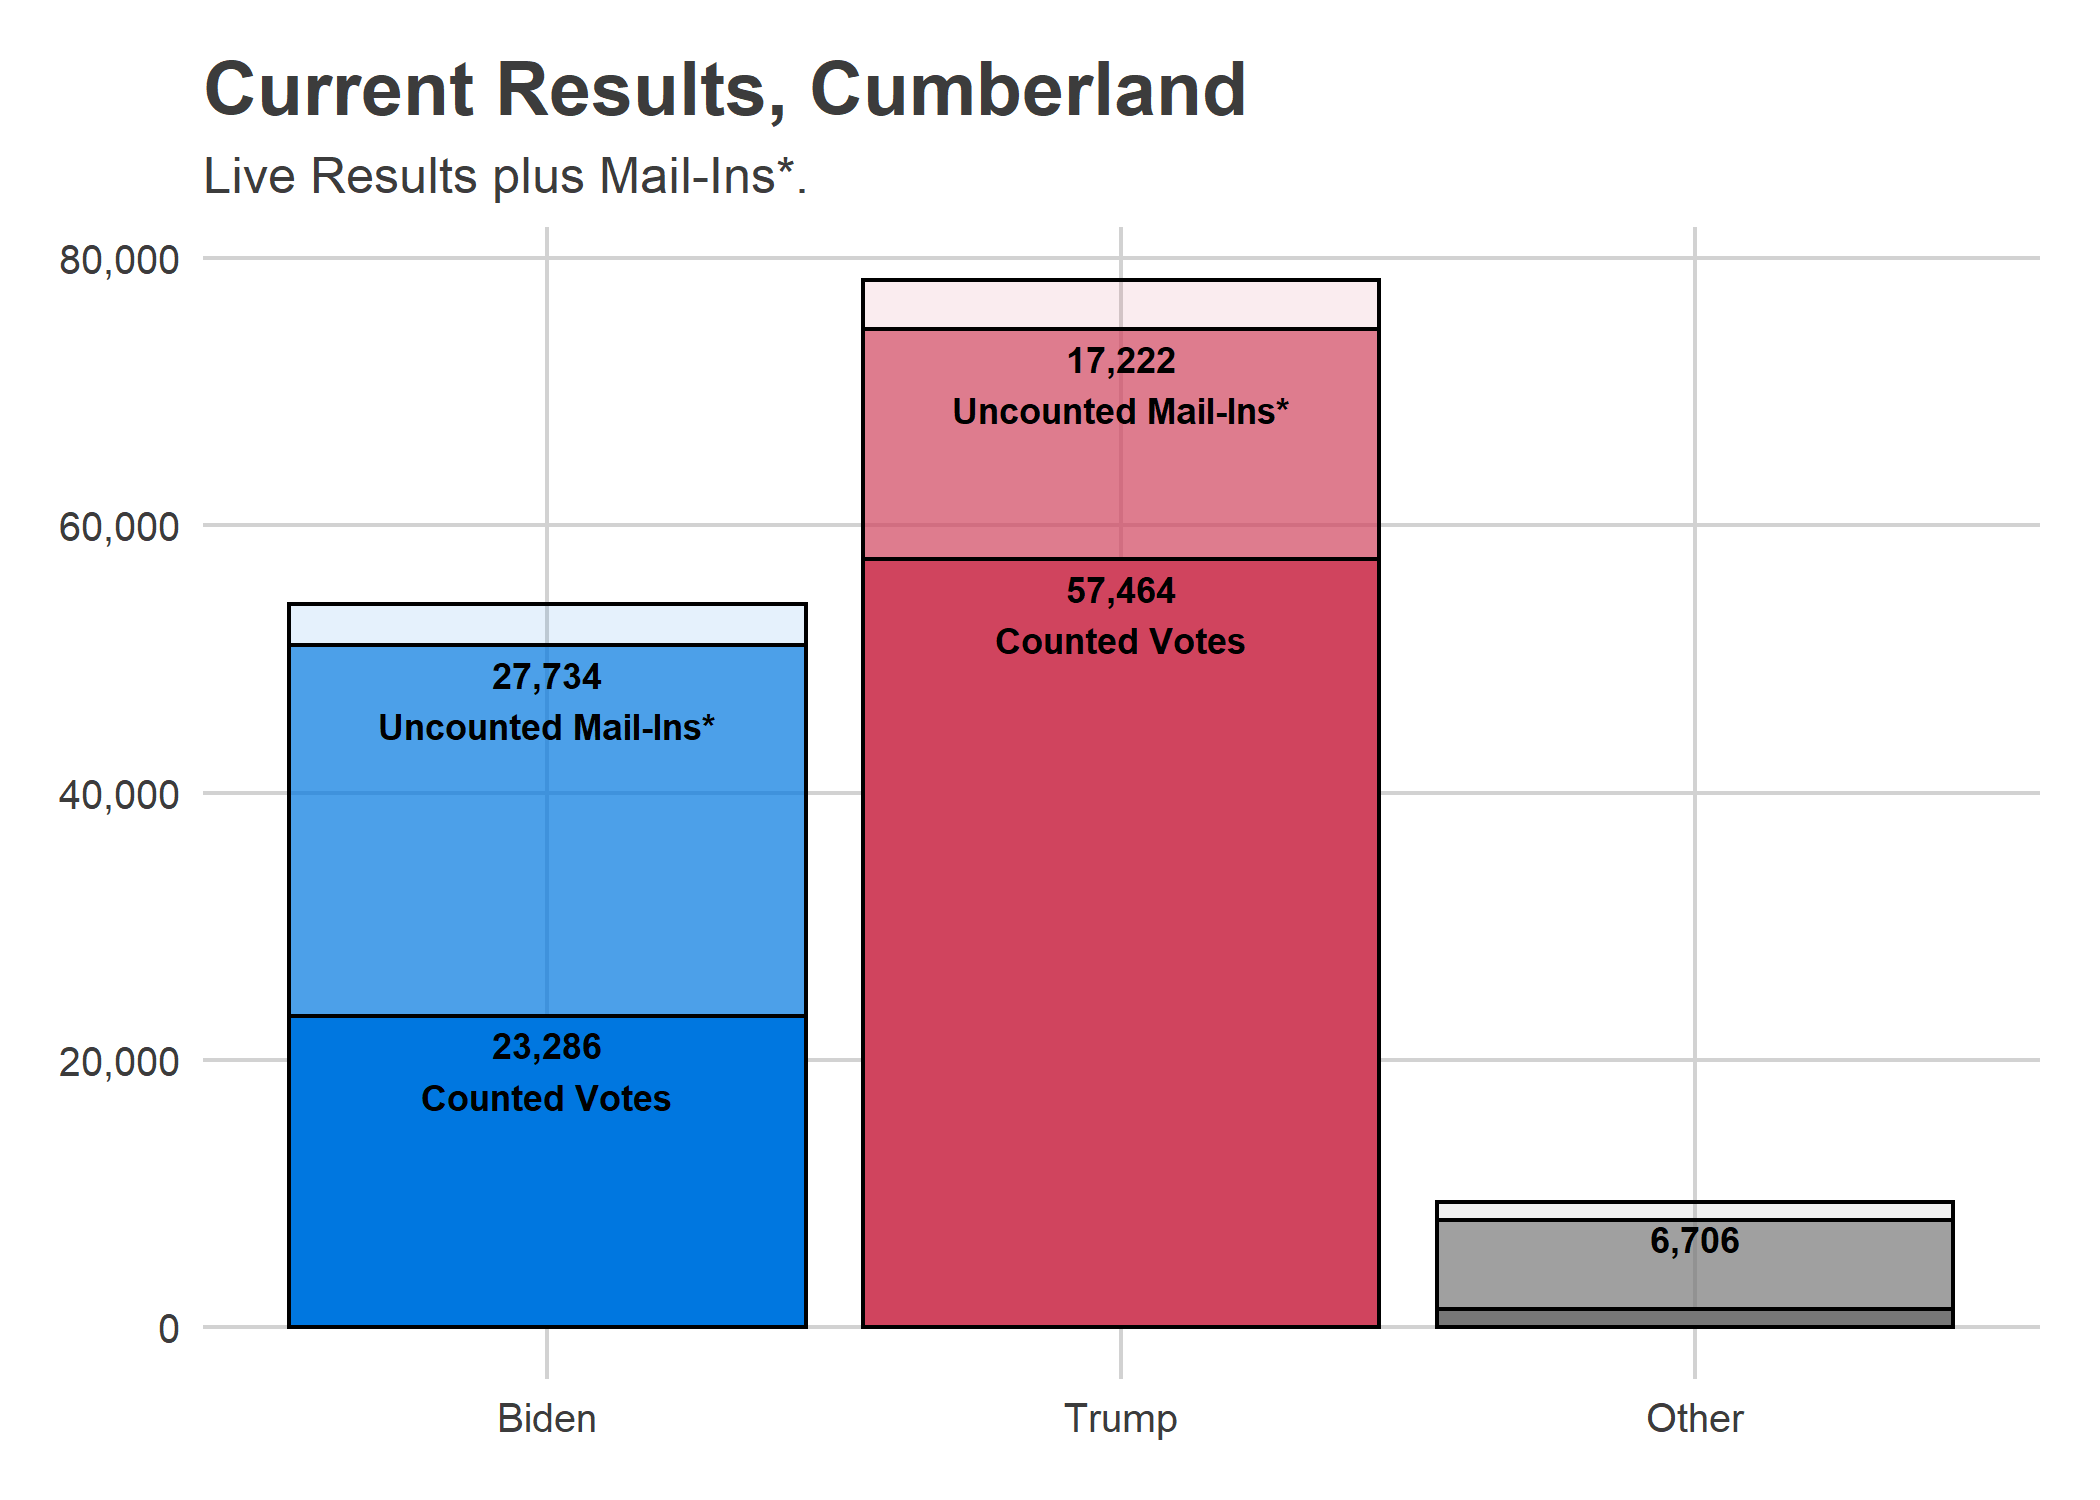 Current Results, Cumberland
Live Results plus Mail-Ins*.
80,000
60,000
40,000
20,000
0
27,734
Uncounted Mail-Ins*
23,286
Counted Votes
17,222
Uncounted Mail-Ins*
57,464
Counted Votes
6,706
Biden
Trump
Other